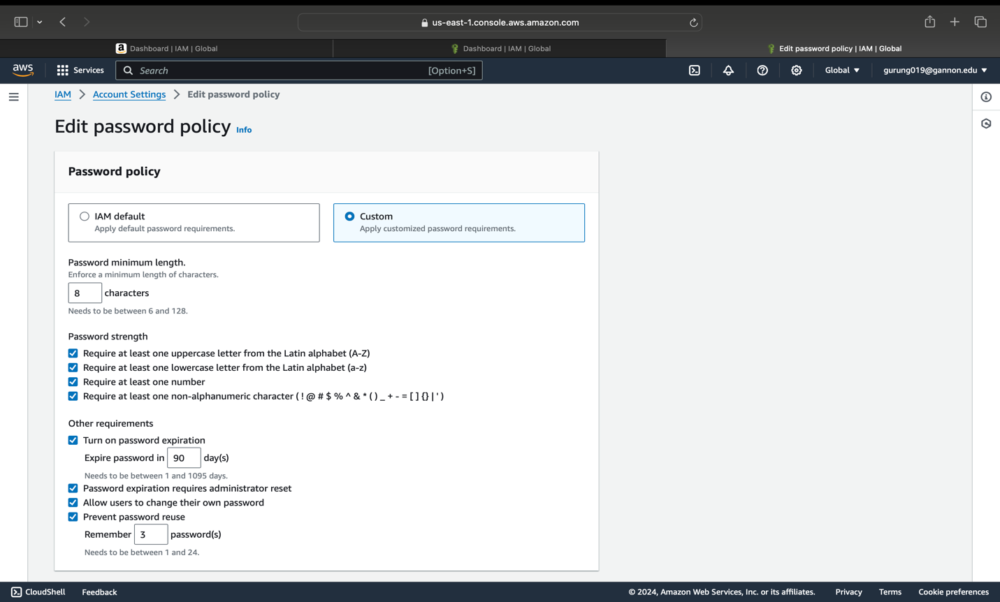 us-east-1.console.aws.amazon.com
a Dashboard | IAM | Global
Dashboard | IAM | Global
Edit password policy | IAM | Global
aws
Services
Search
[Option+S]
Global
gurung019@gannon.edu
IAM > Account Settings > Edit password policy
Edit password policy Info
Password policy
IAM default
Apply default password requirements.
Custom
Apply customized password requirements.
Password minimum length.
Enforce a minimum length of characters.
8 characters
Needs to be between 6 and 128.
Password strength
Require at least one uppercase letter from the Latin alphabet (A-Z)
Require at least one lowercase letter from the Latin alphabet (a-z)
Require at least one number
Require at least one non-alphanumeric character ( ! @ # $ % ^ & * ( ) _ + - = [ ] {} | ' )
Other requirements
Turn on password expiration
Expire password in 90 day(s)
Needs to be between 1 and 1095 days.
Password expiration requires administrator reset
Allow users to change their own password
Prevent password reuse
Remember 3 password(s)
Needs to be between 1 and 24.
CloudShell
Feedback
© 2024, Amazon Web Services, Inc. or its affiliates.
Privacy
Terms
Cookie preferences